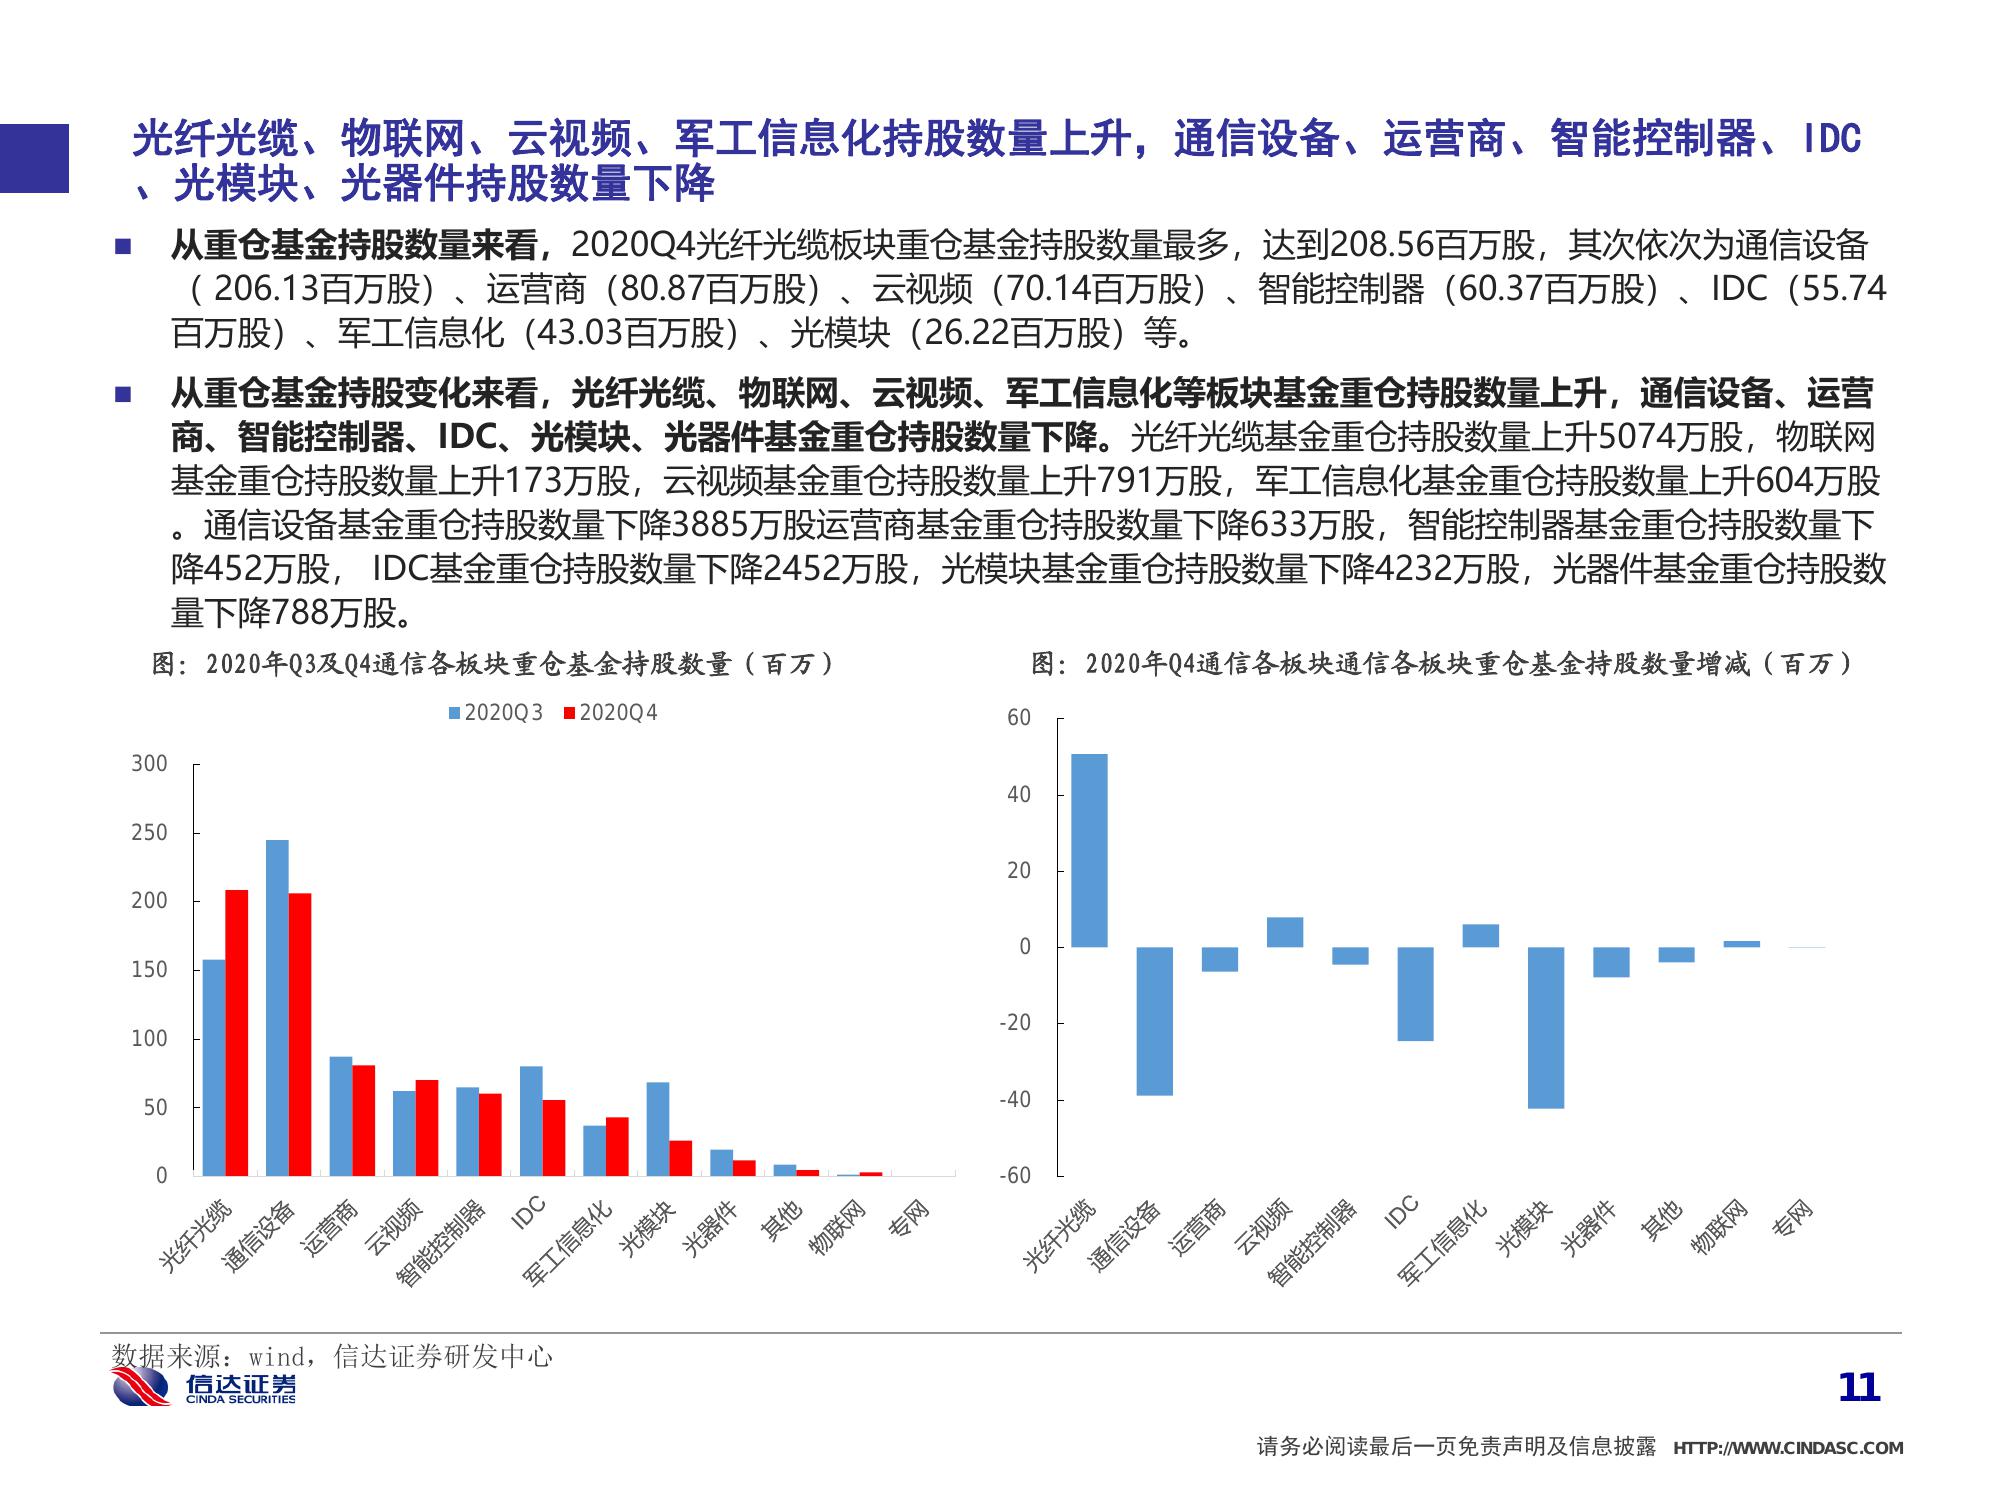 光纤光缆、物联网、云视频、军工信息化持股数量上升，通信设备、运营商、智能控制器、IDC
、光模块、光器件持股数量下降
■ 从重仓基金持股数量来看，2020Q4光纤光缆板块重仓基金持股数量最多，达到208.56百万股，其次依次为通信设备
（ 206.13百万股）、运营商（80.87百万股）、云视频（70.14百万股）、智能控制器（60.37百万股）、IDC（55.74
百万股）、军工信息化（43.03百万股）、光模块（26.22百万股）等。
■ 从重仓基金持股变化来看，光纤光缆、物联网、云视频、军工信息化等板块基金重仓持股数量上升，通信设备、运营
商、智能控制器、IDC、光模块、光器件基金重仓持股数量下降。光纤光缆基金重仓持股数量上升5074万股，物联网
基金重仓持股数量上升173万股，云视频基金重仓持股数量上升791万股，军工信息化基金重仓持股数量上升604万股
。通信设备基金重仓持股数量下降3885万股运营商基金重仓持股数量下降633万股，智能控制器基金重仓持股数量下
降452万股， IDC基金重仓持股数量下降2452万股，光模块基金重仓持股数量下降4232万股，光器件基金重仓持股数
量下降788万股。
图：2020年Q3及Q4通信各板块重仓基金持股数量（百万）
2020Q3 2020Q4
300
250
200
150
100
50
0
光纤光缆
通信设备
运营商
云视频
智能控制器
IDC
军工信息化
光模块
光器件
其他
物联网
专网
图：2020年Q4通信各板块通信各板块重仓基金持股数量增减（百万）
60
40
20
0
-20
-40
-60
光纤光缆
通信设备
运营商
云视频
智能控制器
IDC
军工信息化
光模块
光器件
其他
物联网
专网
数据来源：wind，信达证券研发中心
信达证券
CINDA SECURITIES
11
请务必阅读最后一页免责声明及信息披露 HTTP://WWW.CINDASC.COM